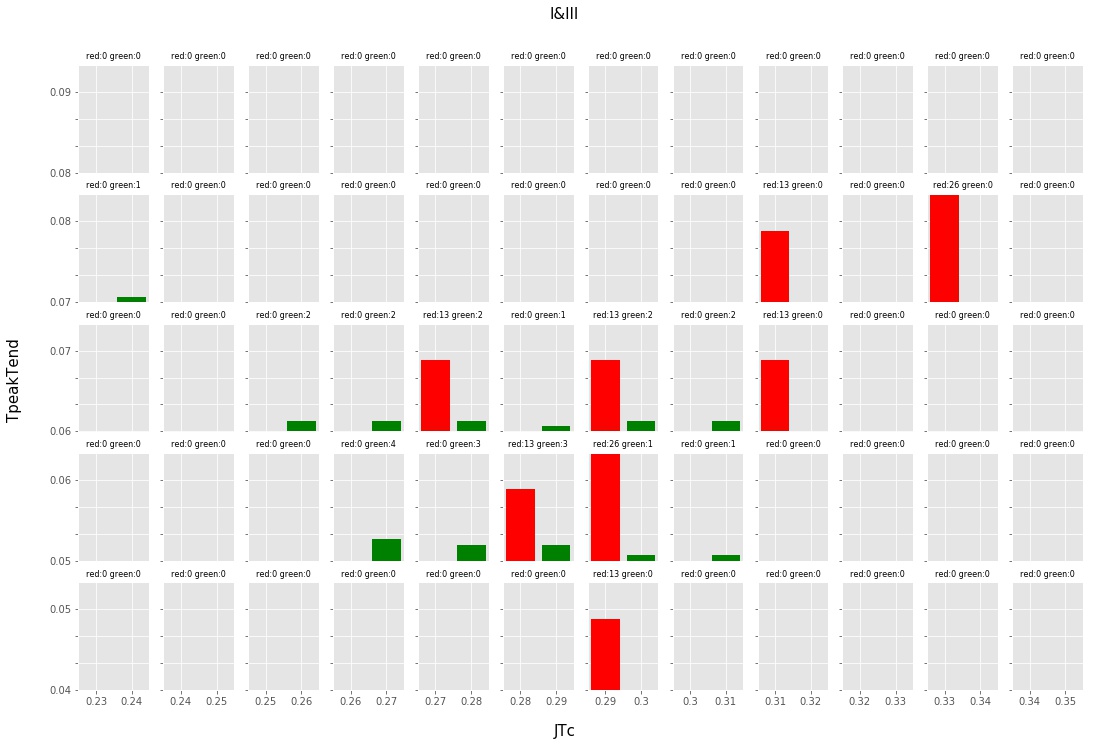 I&III
red:0 green:0 red:0 green:0 red:0 green:0 red:0 green:0 red:0 green:0 red:0 green:0 red:0 green:0 red:0 green:0 red:0 green:0 red:0 green:0 red:0 green:0 red:0 green:0
0.09
0.08
red:0 green:1 red:0 green:0 red:0 green:0 red:0 green:0 red:0 green:0 red:0 green:0 red:0 green:0 red:0 green:0 red:13 green:0 red:0 green:0 red:26 green:0 red:0 green:0
0.08
0.07
red:0 green:0 red:0 green:0 red:0 green:2 red:0 green:2 red:13 green:2 red:0 green:1 red:13 green:2 red:0 green:2 red:13 green:0 red:0 green:0 red:0 green:0 red:0 green:0
0.07
0.06
red:0 green:0 red:0 green:0 red:0 green:0 red:0 green:4 red:0 green:3 red:13 green:3 red:26 green:1 red:0 green:1 red:0 green:0 red:0 green:0 red:0 green:0 red:0 green:0
0.06
0.05
red:0 green:0 red:0 green:0 red:0 green:0 red:0 green:0 red:0 green:0 red:0 green:0 red:13 green:0 red:0 green:0 red:0 green:0 red:0 green:0 red:0 green:0 red:0 green:0
0.05
0.04
0.23 0.24 0.24 0.25 0.25 0.26 0.26 0.27 0.27 0.28 0.28 0.29 0.29 0.3 0.3 0.31 0.31 0.32 0.32 0.33 0.33 0.34 0.34 0.35
TpeakTend
JTc